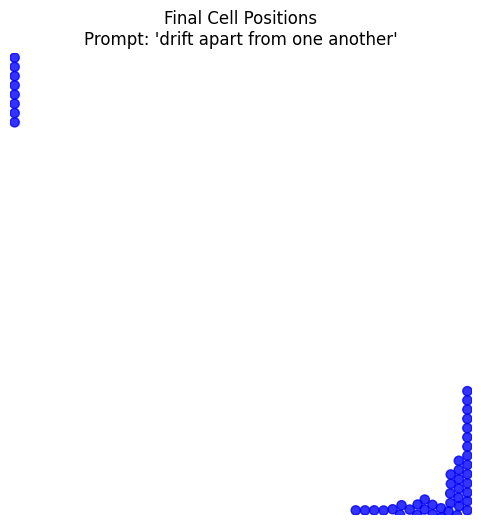 Final Cell Positions
Prompt: 'drift apart from one another'